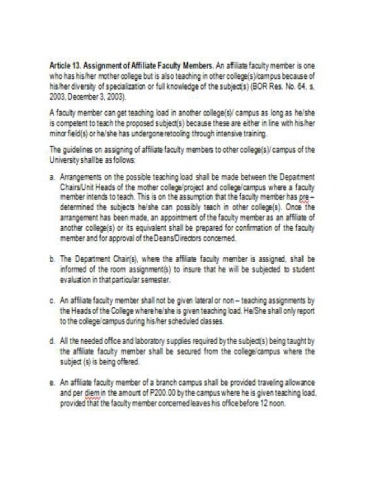 Article 13. Assignment of Affiliate Faculty Members. An affiliate faculty member is one
who has his/her mother college but is also teaching in other college(s)/campus because of
his/her diversity of specialization or full knowledge of the subject(s) (BOR Res. No. 64, s.
2003, December 3, 2003).
A faculty member can get teaching load in another college(s)/ campus as long as he/she
is competent to teach the proposed subject(s) because these are either in line with his/her
minor field(s) or he/she has undergone retooling through intensive training.
The guidelines on assigning of affiliate faculty members to other college(s)/ campus of the
University shall be as follows:
a. Arrangements on the possible teaching load shall be made between the Department
Chairs/Unit Heads of the mother college/project and college/campus where a faculty
member intends to teach. This is on the assumption that the faculty member has pre –
determined the subjects he/she can possibly teach in other college(s). Once the
arrangement has been made, an appointment of the faculty member as an affiliate of
another college(s) or its equivalent shall be prepared for confirmation of the faculty
member and for approval of the Deans/Directors concerned.
b. The Department Chair(s), where the affiliate faculty member is assigned, shall be
informed of the room assignment(s) to insure that he will be subjected to student
evaluation in that particular semester.
c. An affiliate faculty member shall not be given lateral or non – teaching assignments by
the Heads of the College where he/she is given teaching load. He/She shall only report
to the college/campus during his/her scheduled classes.
d. All the needed office and laboratory supplies required by the subject(s) being taught by
the affiliate faculty member shall be secured from the college/campus where the
subject (s) is being offered.
e. An affiliate faculty member of a branch campus shall be provided traveling allowance
and per diem in the amount of P200.00 by the campus where he is given teaching load,
provided that the faculty member concerned leaves his office before 12 noon.